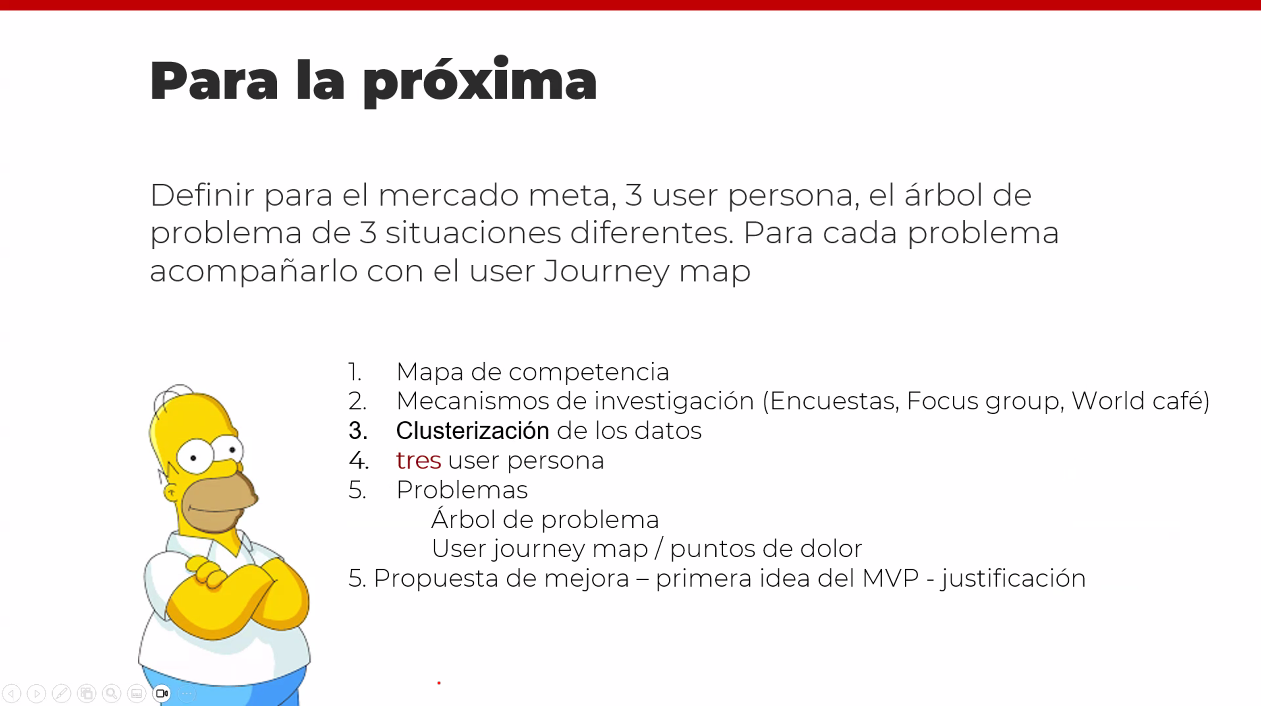 Para la próxima
Definir para el mercado meta, 3 user persona, el árbol de
problema de 3 situaciones diferentes. Para cada problema
acompañarlo con el user Journey map
1. Mapa de competencia
2. Mecanismos de investigación (Encuestas, Focus group, World café)
3. Clusterización de los datos
4. tres user persona
5. Problemas
Árbol de problema
User journey map / puntos de dolor
5. Propuesta de mejora – primera idea del MVP - justificación